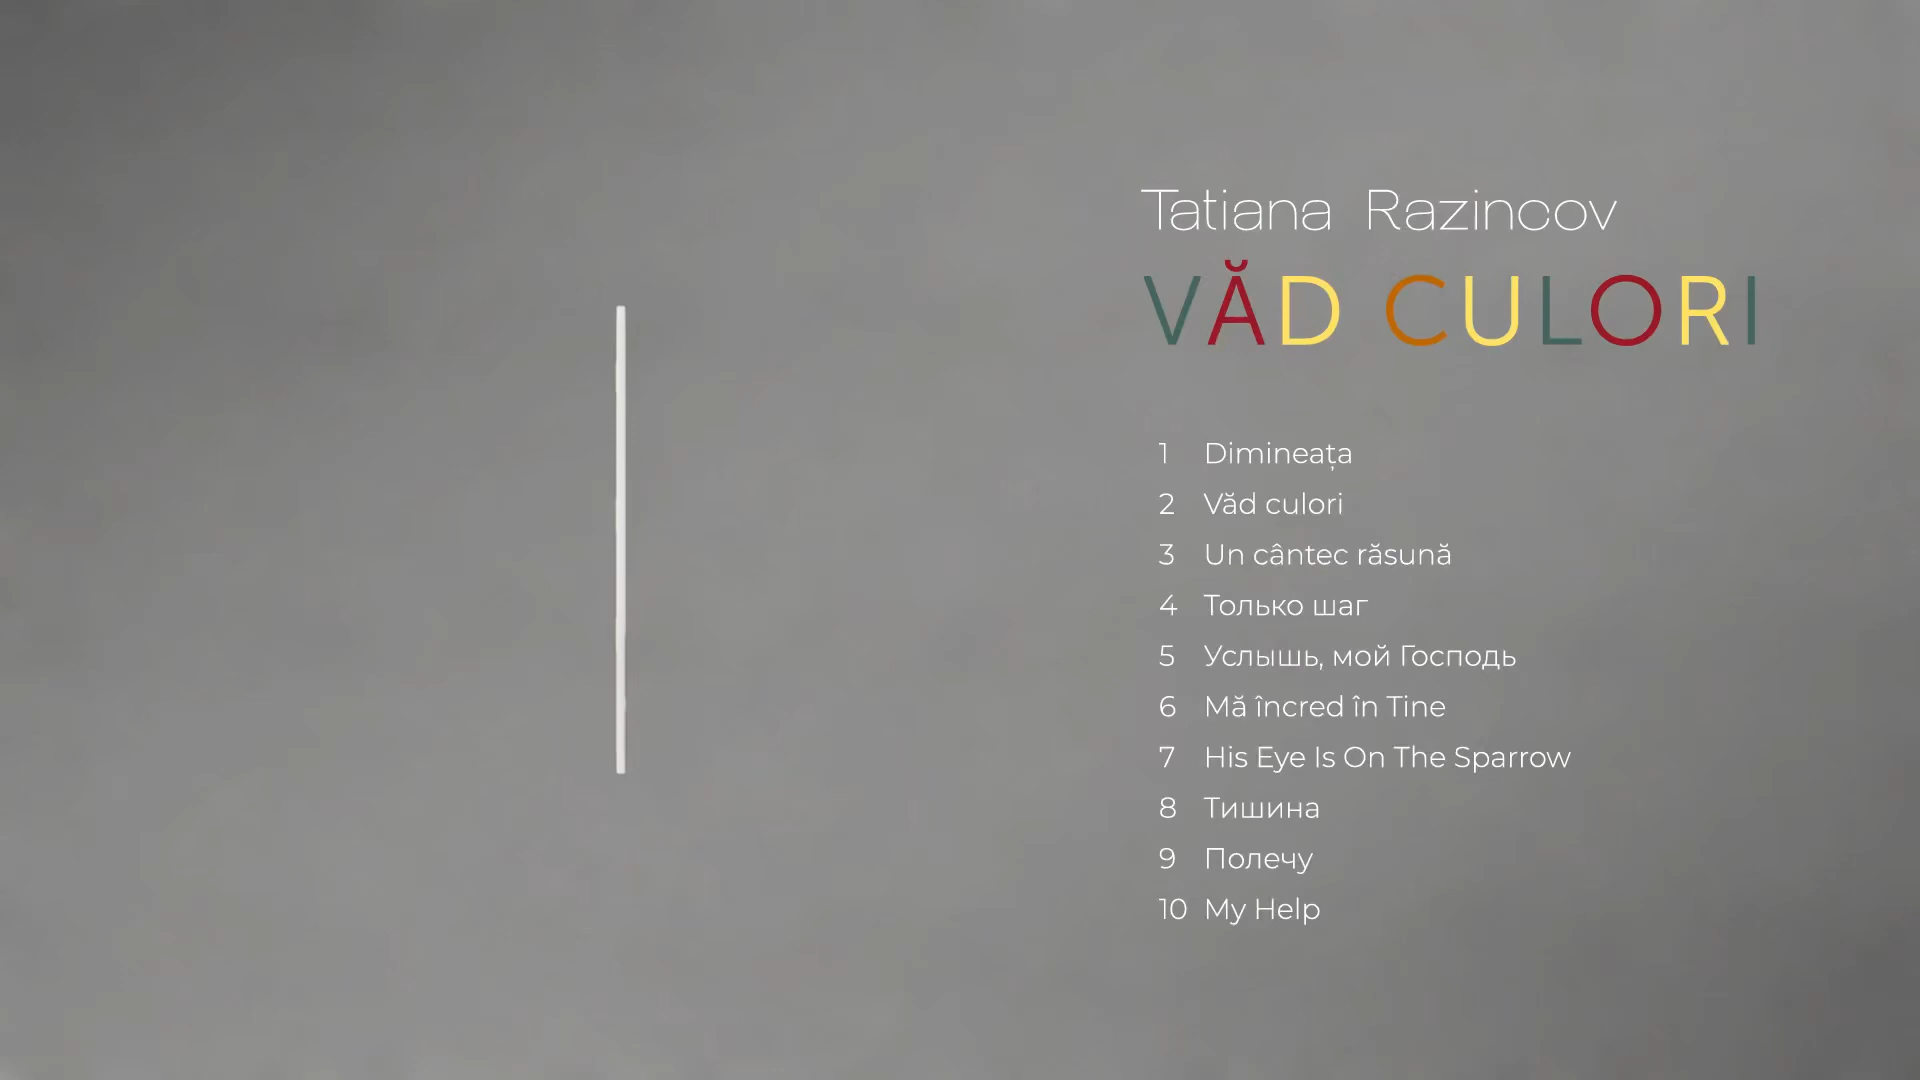 Tatiana Razincov
VĂD CULORI
1 Dimineața
2 Văd culori
3 Un cântec răsună
4 Только шаг
5 Услышь, мой Господь
6 Mă încred în Tine
7 His Eye Is On The Sparrow
8 Тишина
9 Полечу
10 My Help